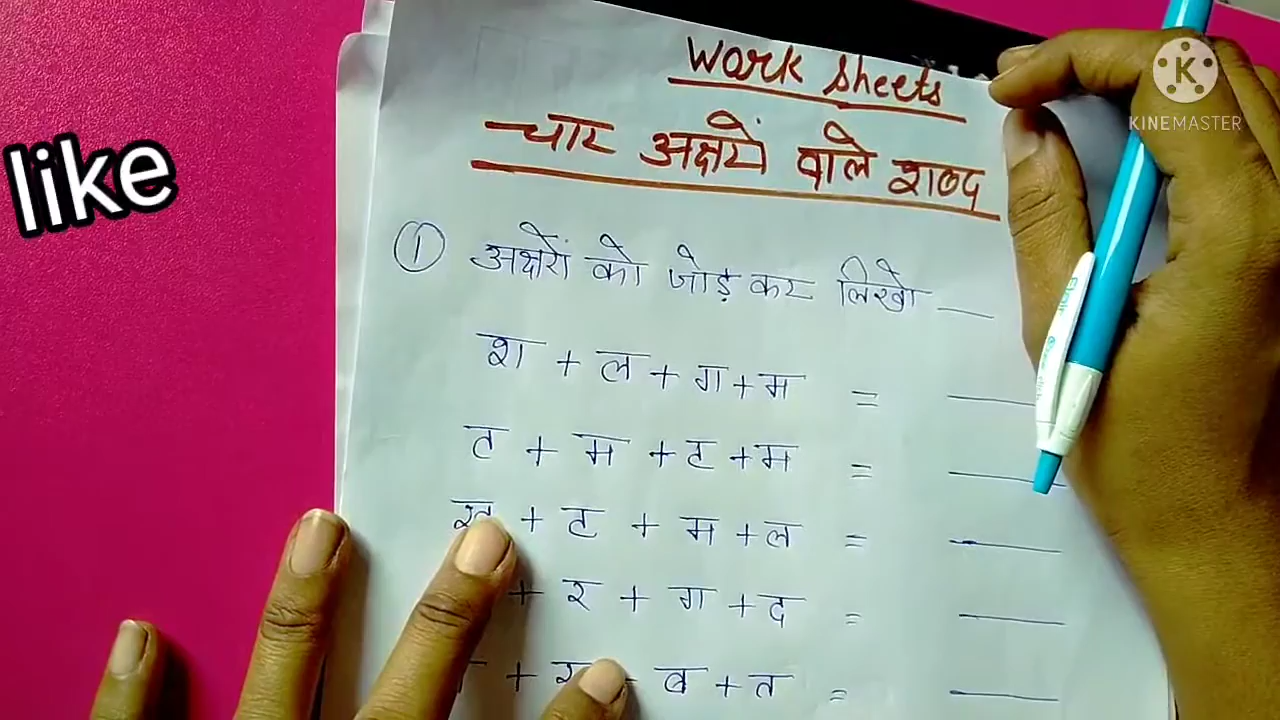 Work Sheets
KINEMASTER
चार अक्षरों वाले शब्द
like
① अक्षरों को जोड़ कर लिखो —
श + ल + ग + म =
ट + म + ट + म =
ख + ट + म + ल =
+ र + ग + द =
+ ब + त =